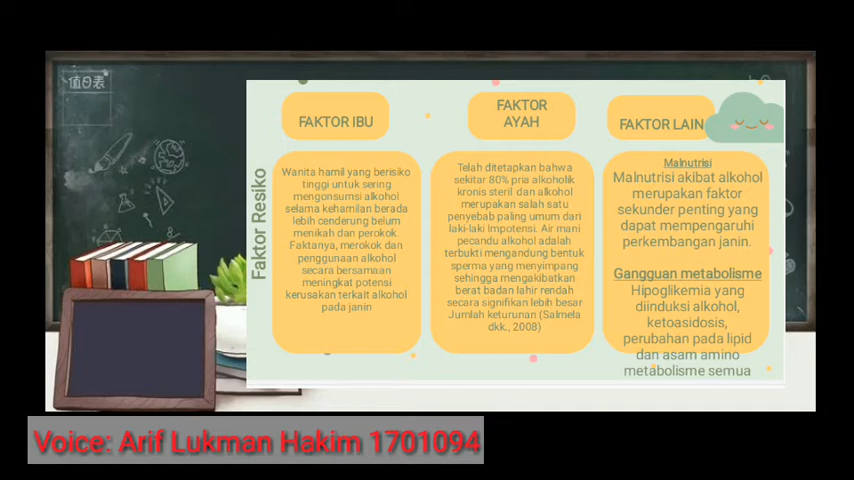 值日表
Faktor Resiko
FAKTOR IBU
Wanita hamil yang berisiko
tinggi untuk sering
mengonsumsi alkohol
selama kehamilan berada
lebih cenderung belum
menikah dan perokok.
Faktanya, merokok dan
penggunaan alkohol
secara bersamaan
meningkat potensi
kerusakan terkait alkohol
pada janin
FAKTOR
AYAH
Telah ditetapkan bahwa
sekitar 80% pria alkoholik
kronis steril dan alkohol
merupakan salah satu
penyebab paling umum dari
laki-laki Impotensi. Air mani
pecandu alkohol adalah
terbukti mengandung bentuk
sperma yang menyimpang
sehingga mengakibatkan
berat badan lahir rendah
secara signifikan lebih besar
Jumlah keturunan (Salmela
dkk., 2008)
FAKTOR LAIN
Malnutrisi
Malnutrisi akibat alkohol
merupakan faktor
sekunder penting yang
dapat mempengaruhi
perkembangan janin.
Gangguan metabolisme
Hipoglikemia yang
diinduksi alkohol,
ketoasidosis,
perubahan pada lipid
dan asam amino
metabolisme semua
Voice: Arif Lukman Hakim 1701094